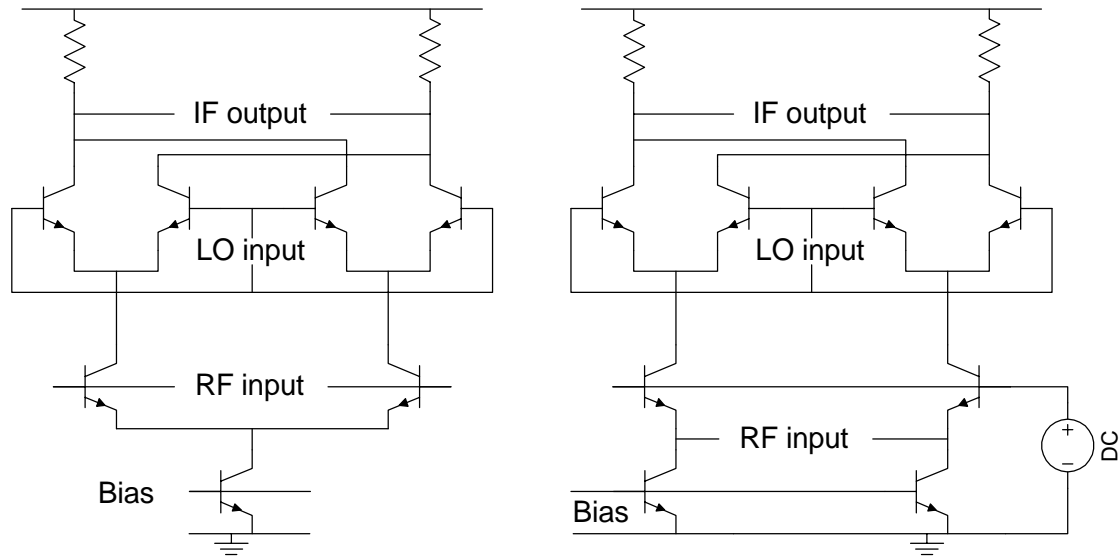 IF output
LO input
RF input
Bias
IF output
LO input
RF input
Bias
+
−
DC